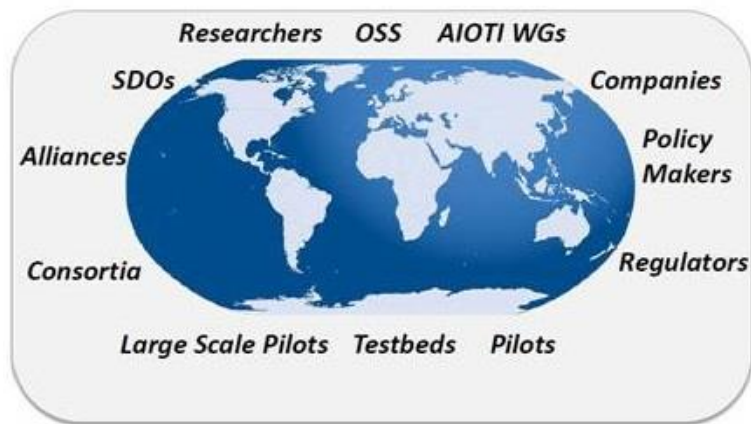 Researchers OSS AIOTI WGs
SDOs
Companies
Alliances
Policy
Makers
Consortia
Regulators
Large Scale Pilots Testbeds Pilots